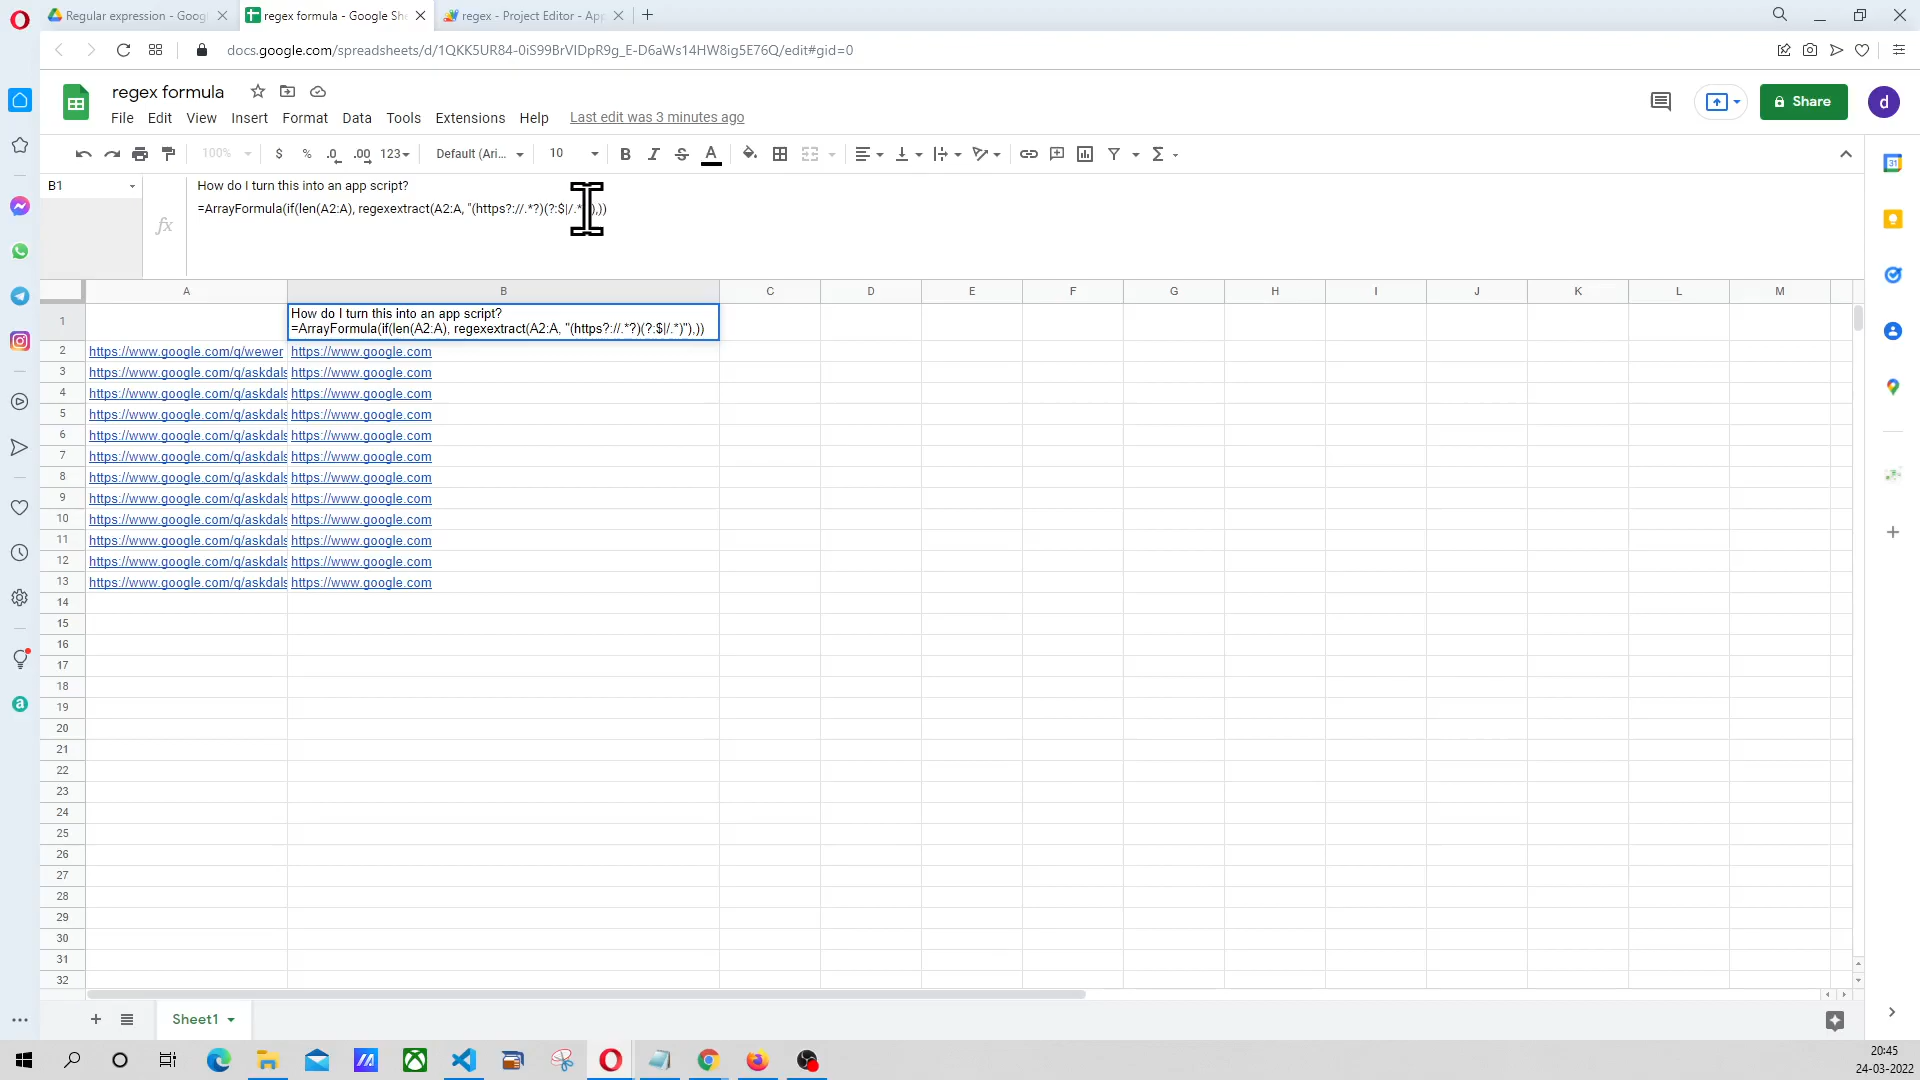 Regular expression - Goog
regex formula - Google She
regex - Project Editor - App
docs.google.com/spreadsheets/d/1QKK5UR84-0iS99BrVIDpR9g_E-D6aWs14HW8ig5E76Q/edit#gid=0
regex formula
File Edit View Insert Format Data Tools Extensions Help Last edit was 3 minutes ago
Share
d
100% $ % .0 .00 123 Default (Ari... 10 B I S A
B1
How do I turn this into an app script?
=ArrayFormula(if(len(A2:A), regexextract(A2:A, "(https?://.*?)(?:$|/.*
),))
fx
A B C D E F G H I J K L M
1
How do I turn this into an app script?
=ArrayFormula(if(len(A2:A), regexextract(A2:A, "(https?://.*?)(?:$|/.*)"),))
2 https://www.google.com/q/wewer https://www.google.com
3 https://www.google.com/q/askdals https://www.google.com
4 https://www.google.com/q/askdals https://www.google.com
5 https://www.google.com/q/askdals https://www.google.com
6 https://www.google.com/q/askdals https://www.google.com
7 https://www.google.com/q/askdals https://www.google.com
8 https://www.google.com/q/askdals https://www.google.com
9 https://www.google.com/q/askdals https://www.google.com
10 https://www.google.com/q/askdals https://www.google.com
11 https://www.google.com/q/askdals https://www.google.com
12 https://www.google.com/q/askdals https://www.google.com
13 https://www.google.com/q/askdals https://www.google.com
14
15
16
17
18
19
20
21
22
23
24
25
26
27
28
29
30
31
32
31
a
Sheet1
20:45
24-03-2022